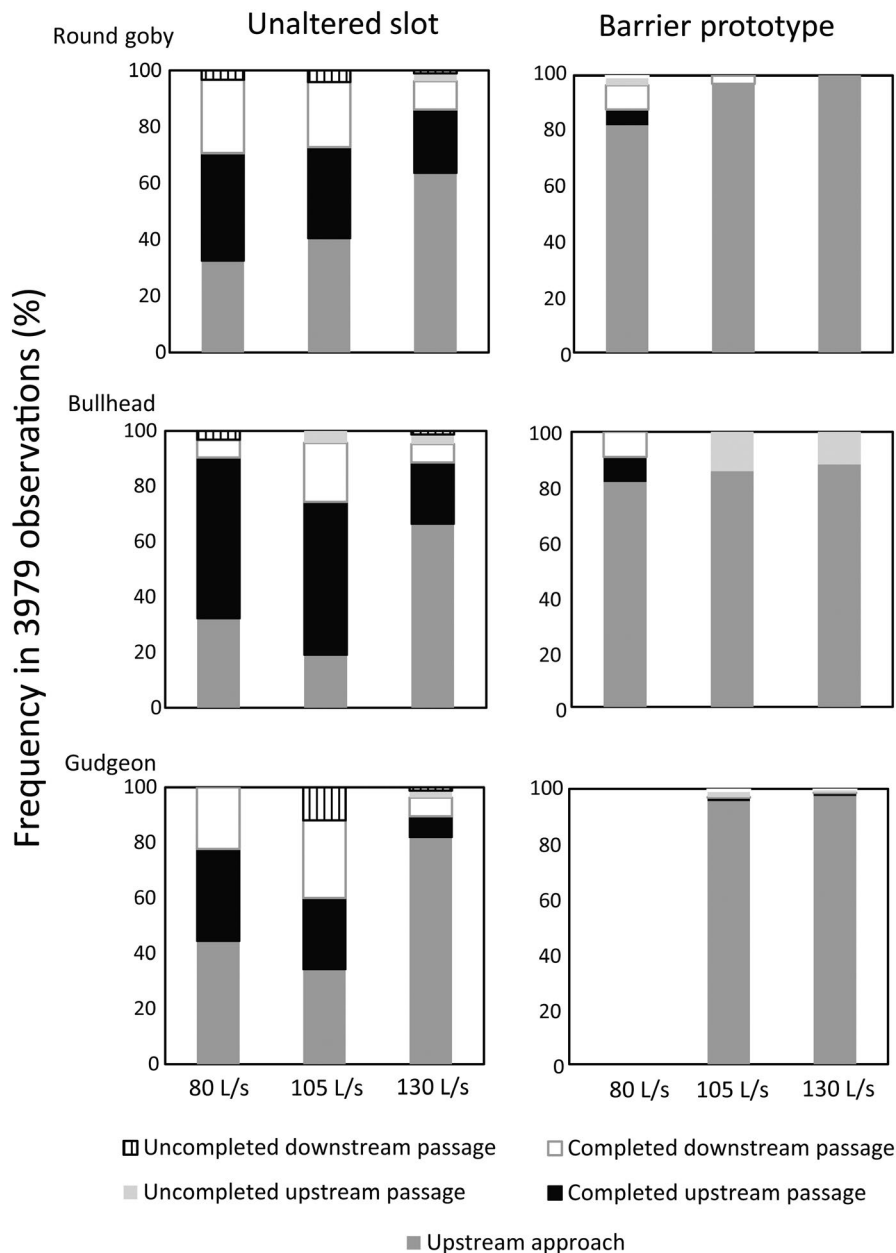 Unaltered slot
Barrier prototype
Round goby
100
80
60
40
20
0
100
80
60
40
20
0
Bullhead
100
80
60
40
20
0
100
80
60
40
20
0
Gudgeon
100
80
60
40
20
0
100
80
60
40
20
0
Frequency in 3979 observations (%)
80 L/s 105 L/s 130 L/s
80 L/s 105 L/s 130 L/s
Uncompleted downstream passage
Completed downstream passage
Uncompleted upstream passage
Completed upstream passage
Upstream approach